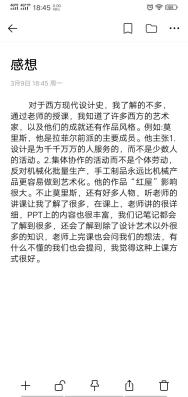 18:45
感想
3月9日 18:45 周一
对于西方现代设计史，我了解的不多，
通过老师的授课，我知道了许多西方的艺术
家，以及他们的成就还有作品风格。例如:莫
里斯，他是拉菲尔前派的主要成员。他主张1.
设计是为千千万万的人服务的，而不是少数人
的活动。2.集体协作的活动而不是个体劳动，
反对机械化批量生产，手工制品永远比机械产
品更容易做到艺术化。他的作品“红屋”影响
很大。不止莫里斯，还有好多人物，听老师的
讲课让我了解了很多，在课上，老师讲的很详
细，PPT上的内容也很丰富，我们记笔记都会
了解到很多，还会了解到除了设计艺术以外很
多的知识，老师上完课也会问我们的想法，有
什么不懂的我们也会提问，我觉得这种上课方
式很好。